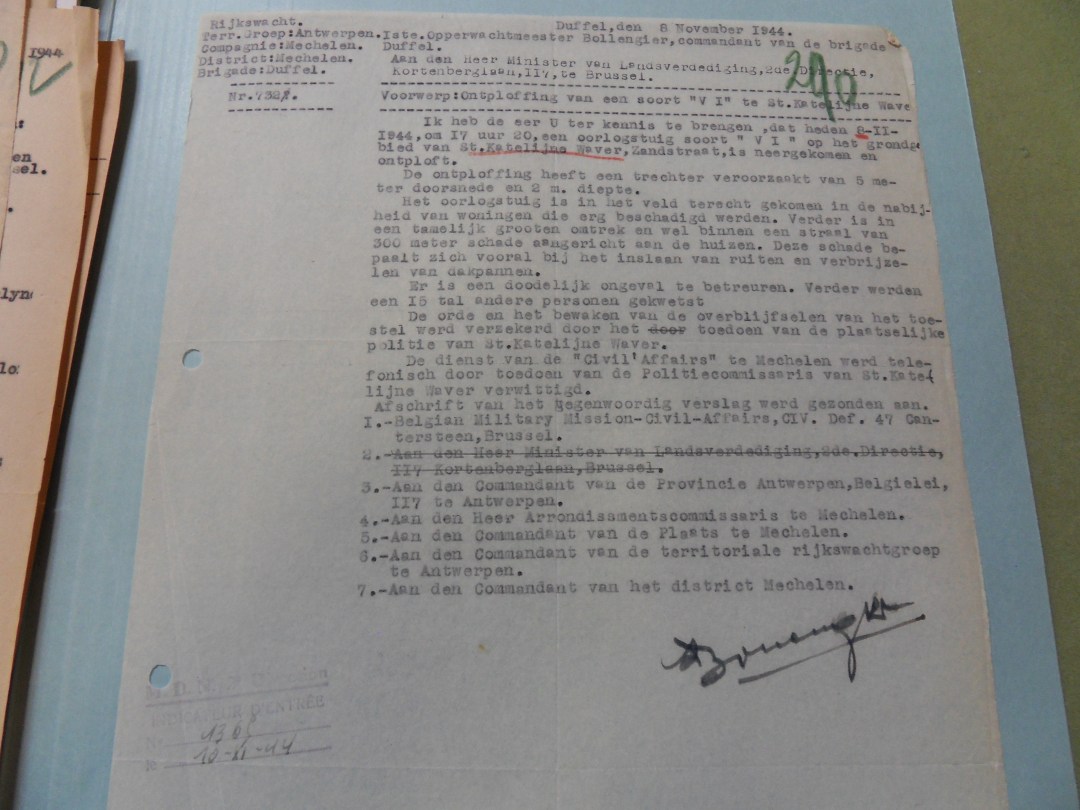 1944
en
sel.
lyn
lo
Rijkswacht.
Terr.Groep:Antwerpen.
Compagnie:Mechelen.
District:Mechelen.
Brigade:Duffel.
Nr.732
Duffel,den 8 November 1944.
Iste.Opperwachtmeester Bollengier,commandant van de brigade
Duffel.
Aan den Heer Minister van Landsverdediging,2de.Directie,
Kortenberglaan,II7,te Brussel.
Voorwerp:Ontploffing van een soort "V I" te St.Katelijne Wave
Ik heb de eer U ter kennis te brengen ,dat heden 8-II-
I944,om I7 uur 20,een oorlogstuig soort " V I " op het grondge
bied van St.Katelijne Waver,Zandstraat,is neergekomen en
ontploft.
De ontploffing heeft een trechter veroorzaakt van 5 me-
ter doorsnede en 2 m. diepte.
Het oorlogstuig is in het veld terecht gekomen in de nabij-
heid van woningen die erg beschadigd werden. Verder is in
een tamelijk grooten omtrek en wel binnen een straal van
300 meter schade aangericht aan de huizen. Deze schade be-
paalt zich vooral bij het inslaan van ruiten en verbrijze-
len van dakpannen.
Er is een doodelijk ongeval te betreuren. Verder werden
een I5 tal andere personen gekwetst
De orde en het bewaken van de overblijfselen van het toe-
stel werd verzekerd door het door toedoen van de plaatselijke
politie van St.Katelijne Waver.
De dienst van de "Civil Affairs" te Mechelen werd tele-
fonisch door toedoen van de Politiecommissaris van St.Kate
lijne Waver verwittigd.
Afschrift van het gegenwoordig verslag werd gezonden aan.
I.-Belgian Military Mission-Civil-Affairs,CIV. Def. 47 Can-
tersteen,Brussel.
2.-Aan den Heer Minister van Landsverdediging,2de.Directie,
II7 Kortenberglaan,Brussel.
3.-Aan den Commandant van de Provincie Antwerpen,Belgielei,
II7 te Antwerpen.
4.-Aan den Heer Arrondissmentscommissaris te Mechelen.
5.-Aan den Commandant van de Plaats te Mechelen.
6.-Aan den Commandant van de territoriale rijkswachtgroep
te Antwerpen.
7.-Aan den Commandant van het district Mechelen.
INDICATEUR D'ENTRÉE
N.
le 10-XI-44